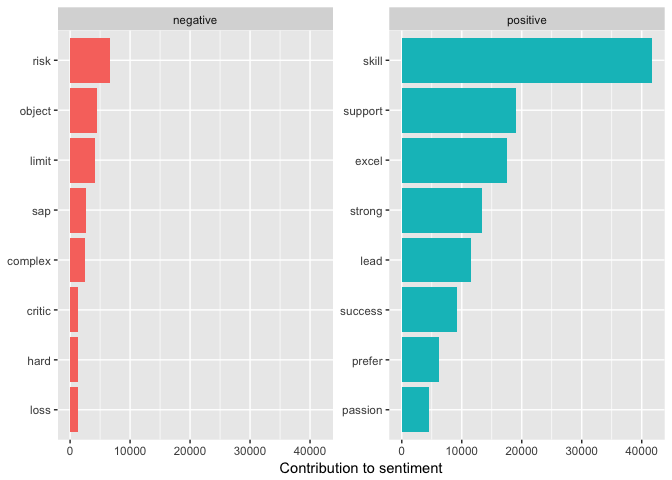 negative
positive
risk
object
limit
sap
complex
critic
hard
loss
skill
support
excel
strong
lead
success
prefer
passion
0 10000 20000 30000 40000
0 10000 20000 30000 40000
Contribution to sentiment